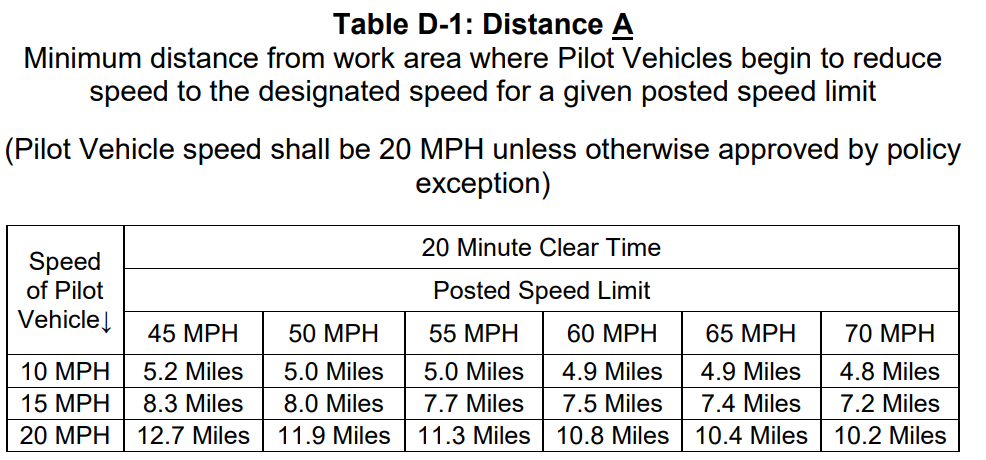 Table D-1: Distance A
Minimum distance from work area where Pilot Vehicles begin to reduce
speed to the designated speed for a given posted speed limit
(Pilot Vehicle speed shall be 20 MPH unless otherwise approved by policy
exception)
Speed
of Pilot
Vehicle↓
20 Minute Clear Time
Posted Speed Limit
45 MPH 50 MPH 55 MPH 60 MPH 65 MPH 70 MPH
10 MPH 5.2 Miles 5.0 Miles 5.0 Miles 4.9 Miles 4.9 Miles 4.8 Miles
15 MPH 8.3 Miles 8.0 Miles 7.7 Miles 7.5 Miles 7.4 Miles 7.2 Miles
20 MPH 12.7 Miles 11.9 Miles 11.3 Miles 10.8 Miles 10.4 Miles 10.2 Miles